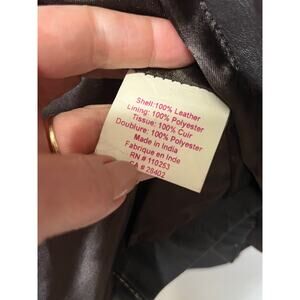 Shell:100% Leather
Lining: 100% Polyester
Tissue: 100% Cuir
Doublure: 100% Polyester
Made in India
Fabrique en Inde
RN # 110253
CA # 28402